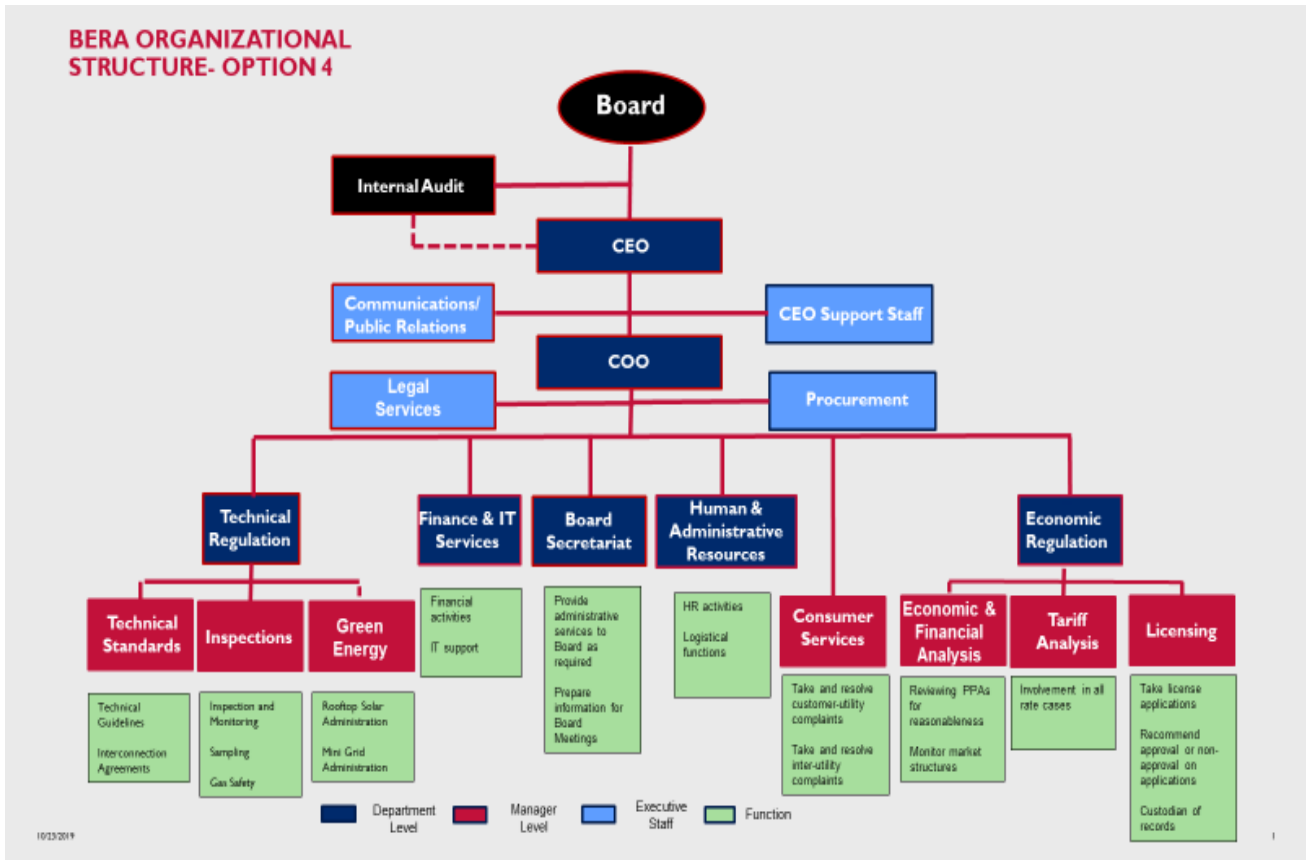 BERA ORGANIZATIONAL
STRUCTURE- OPTION 4
Board
Internal Audit
CEO
Communications/
Public Relations
CEO Support Staff
COO
Legal
Services
Procurement
Technical
Regulation
Finance & IT
Services
Board
Secretariat
Human &
Administrative
Resources
Economic
Regulation
Technical
Standards
Inspections
Green
Energy
Financial
activities
IT support
Provide
administrative
services to
Board as
required
Prepare
information for
Board
Meetings
HR activities
Logistical
functions
Consumer
Services
Economic &
Financial
Analysis
Tariff
Analysis
Licensing
Technical
Guidelines
Interconnection
Agreements
Inspection and
Monitoring
Sampling
Gas Safety
Rooftop Solar
Administration
Mini Grid
Administration
Take and resolve
customer-utility
complaints
Take and resolve
inter-utility
complaints
Reviewing PPAs
for
reasonableness
Monitor market
structures
Involvement in all
rate cases
Take license
applications
Recommend
approval or non-
approval on
applications
Custodian of
records
Department
Level
Manager
Level
Executive
Staff
Function
10/23/2019
1